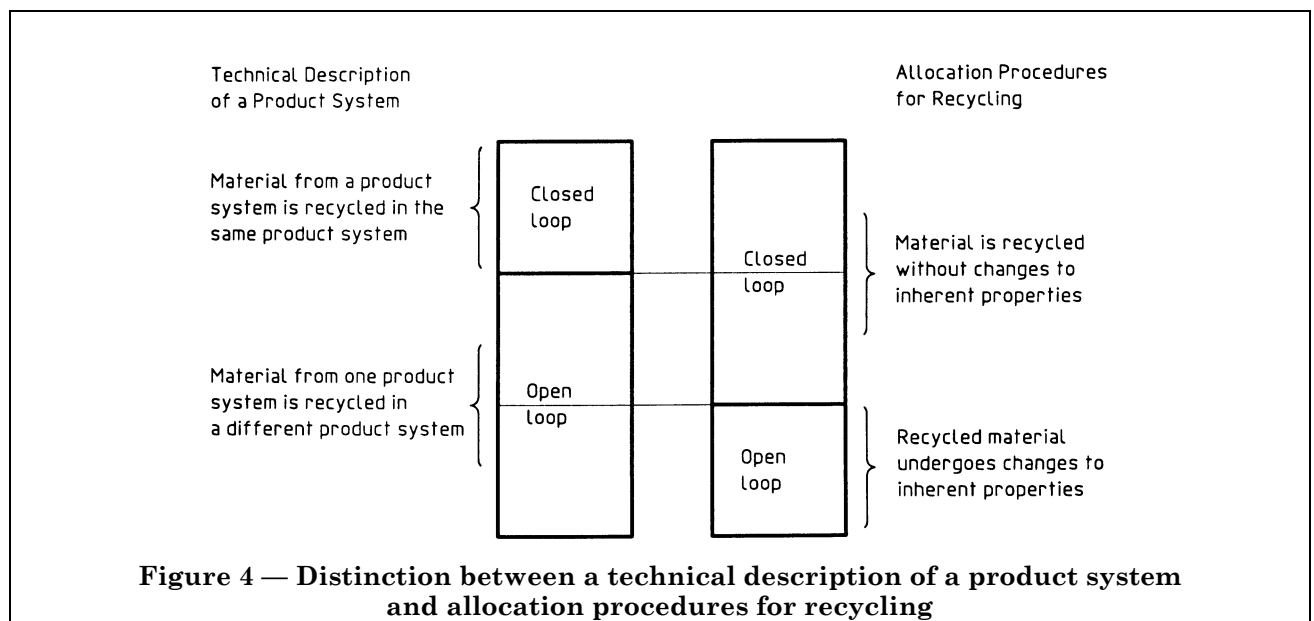 Technical Description
of a Product System
Allocation Procedures
for Recycling
Material from a product
system is recycled in the
same product system
Closed
loop
Closed
loop
Material is recycled
without changes to
inherent properties
Material from one product
system is recycled in
a different product system
Open
loop
Open
loop
Recycled material
undergoes changes to
inherent properties
Figure 4 — Distinction between a technical description of a product system
and allocation procedures for recycling